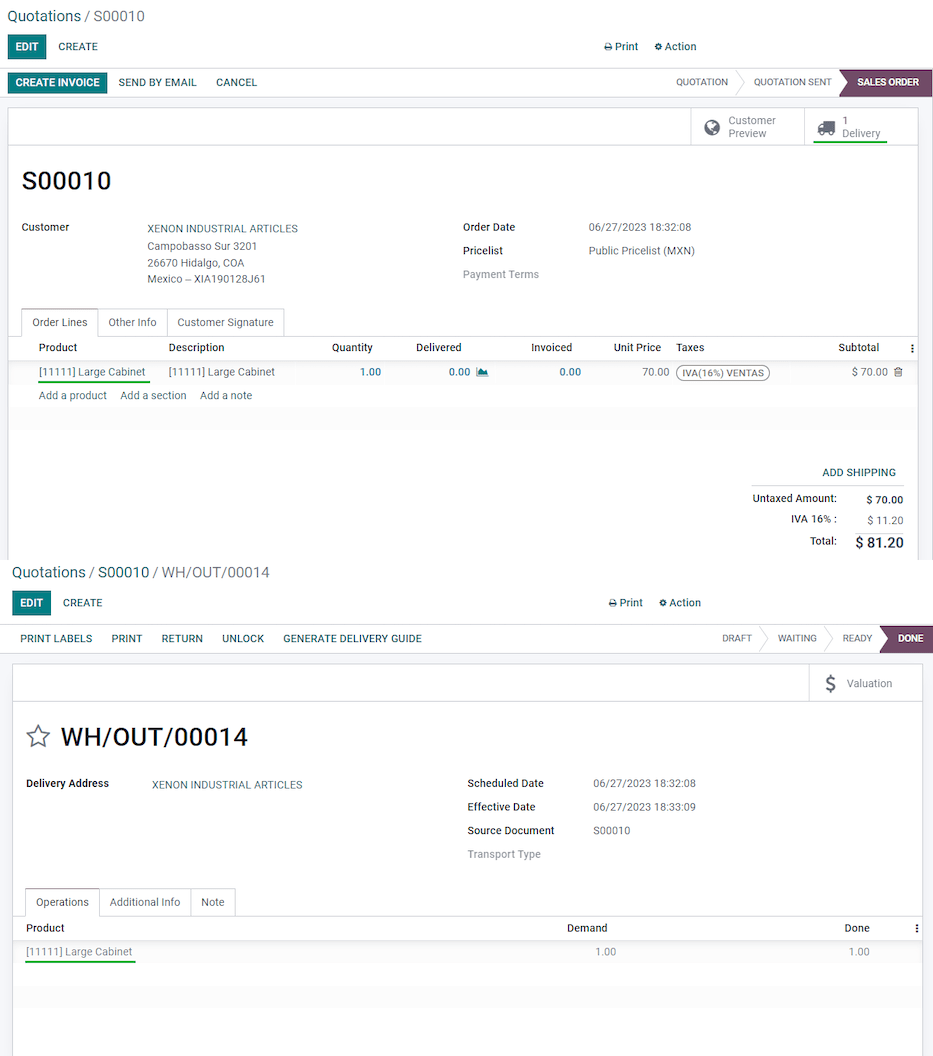 Quotations / S00010
EDIT CREATE Print Action
CREATE INVOICE SEND BY EMAIL CANCEL QUOTATION QUOTATION SENT SALES ORDER
Customer Preview
1 Delivery
S00010
Customer XENON INDUSTRIAL ARTICLES
Campobasso Sur 3201
26670 Hidalgo, COA
Mexico – XIA190128J61
Order Date 06/27/2023 18:32:08
Pricelist Public Pricelist (MXN)
Payment Terms
Order Lines Other Info Customer Signature
Product Description Quantity Delivered Invoiced Unit Price Taxes Subtotal
[11111] Large Cabinet [11111] Large Cabinet 1.00 0.00 0.00 70.00 IVA(16%) VENTAS $ 70.00
Add a product Add a section Add a note
ADD SHIPPING
Untaxed Amount: $ 70.00
IVA 16% : $ 11.20
Total: $ 81.20
Quotations / S00010 / WH/OUT/00014
EDIT CREATE Print Action
PRINT LABELS PRINT RETURN UNLOCK GENERATE DELIVERY GUIDE DRAFT WAITING READY DONE
$ Valuation
WH/OUT/00014
Delivery Address XENON INDUSTRIAL ARTICLES
Scheduled Date 06/27/2023 18:32:08
Effective Date 06/27/2023 18:33:09
Source Document S00010
Transport Type
Operations Additional Info Note
Product Demand Done
[11111] Large Cabinet 1.00 1.00